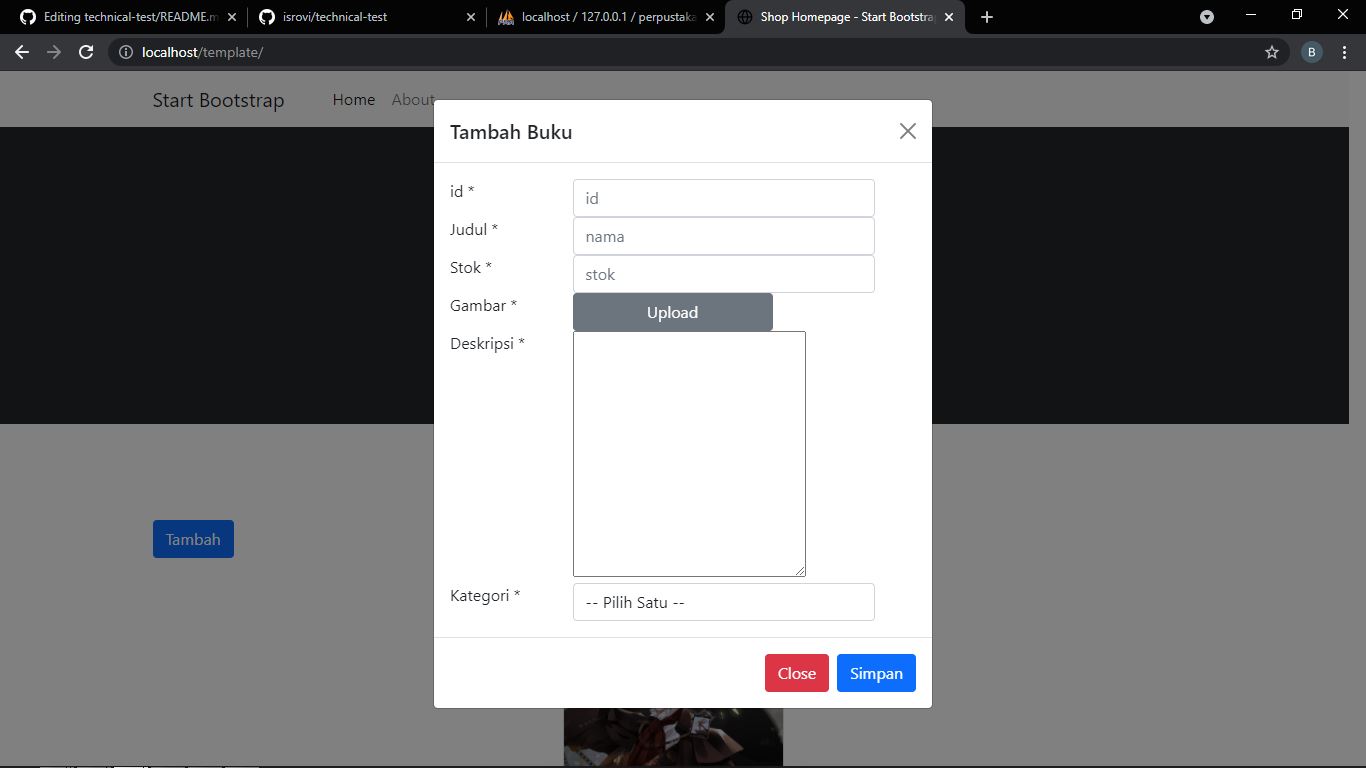 Editing technical-test/README.m
isrovi/technical-test
localhost / 127.0.0.1 / perpustaka
Shop Homepage - Start Bootstra
localhost/template/
B
Start Bootstrap Home About
Tambah Buku
id * id
Judul * nama
Stok * stok
Gambar * Upload
Deskripsi *
Kategori * -- Pilih Satu --
Close Simpan
Tambah